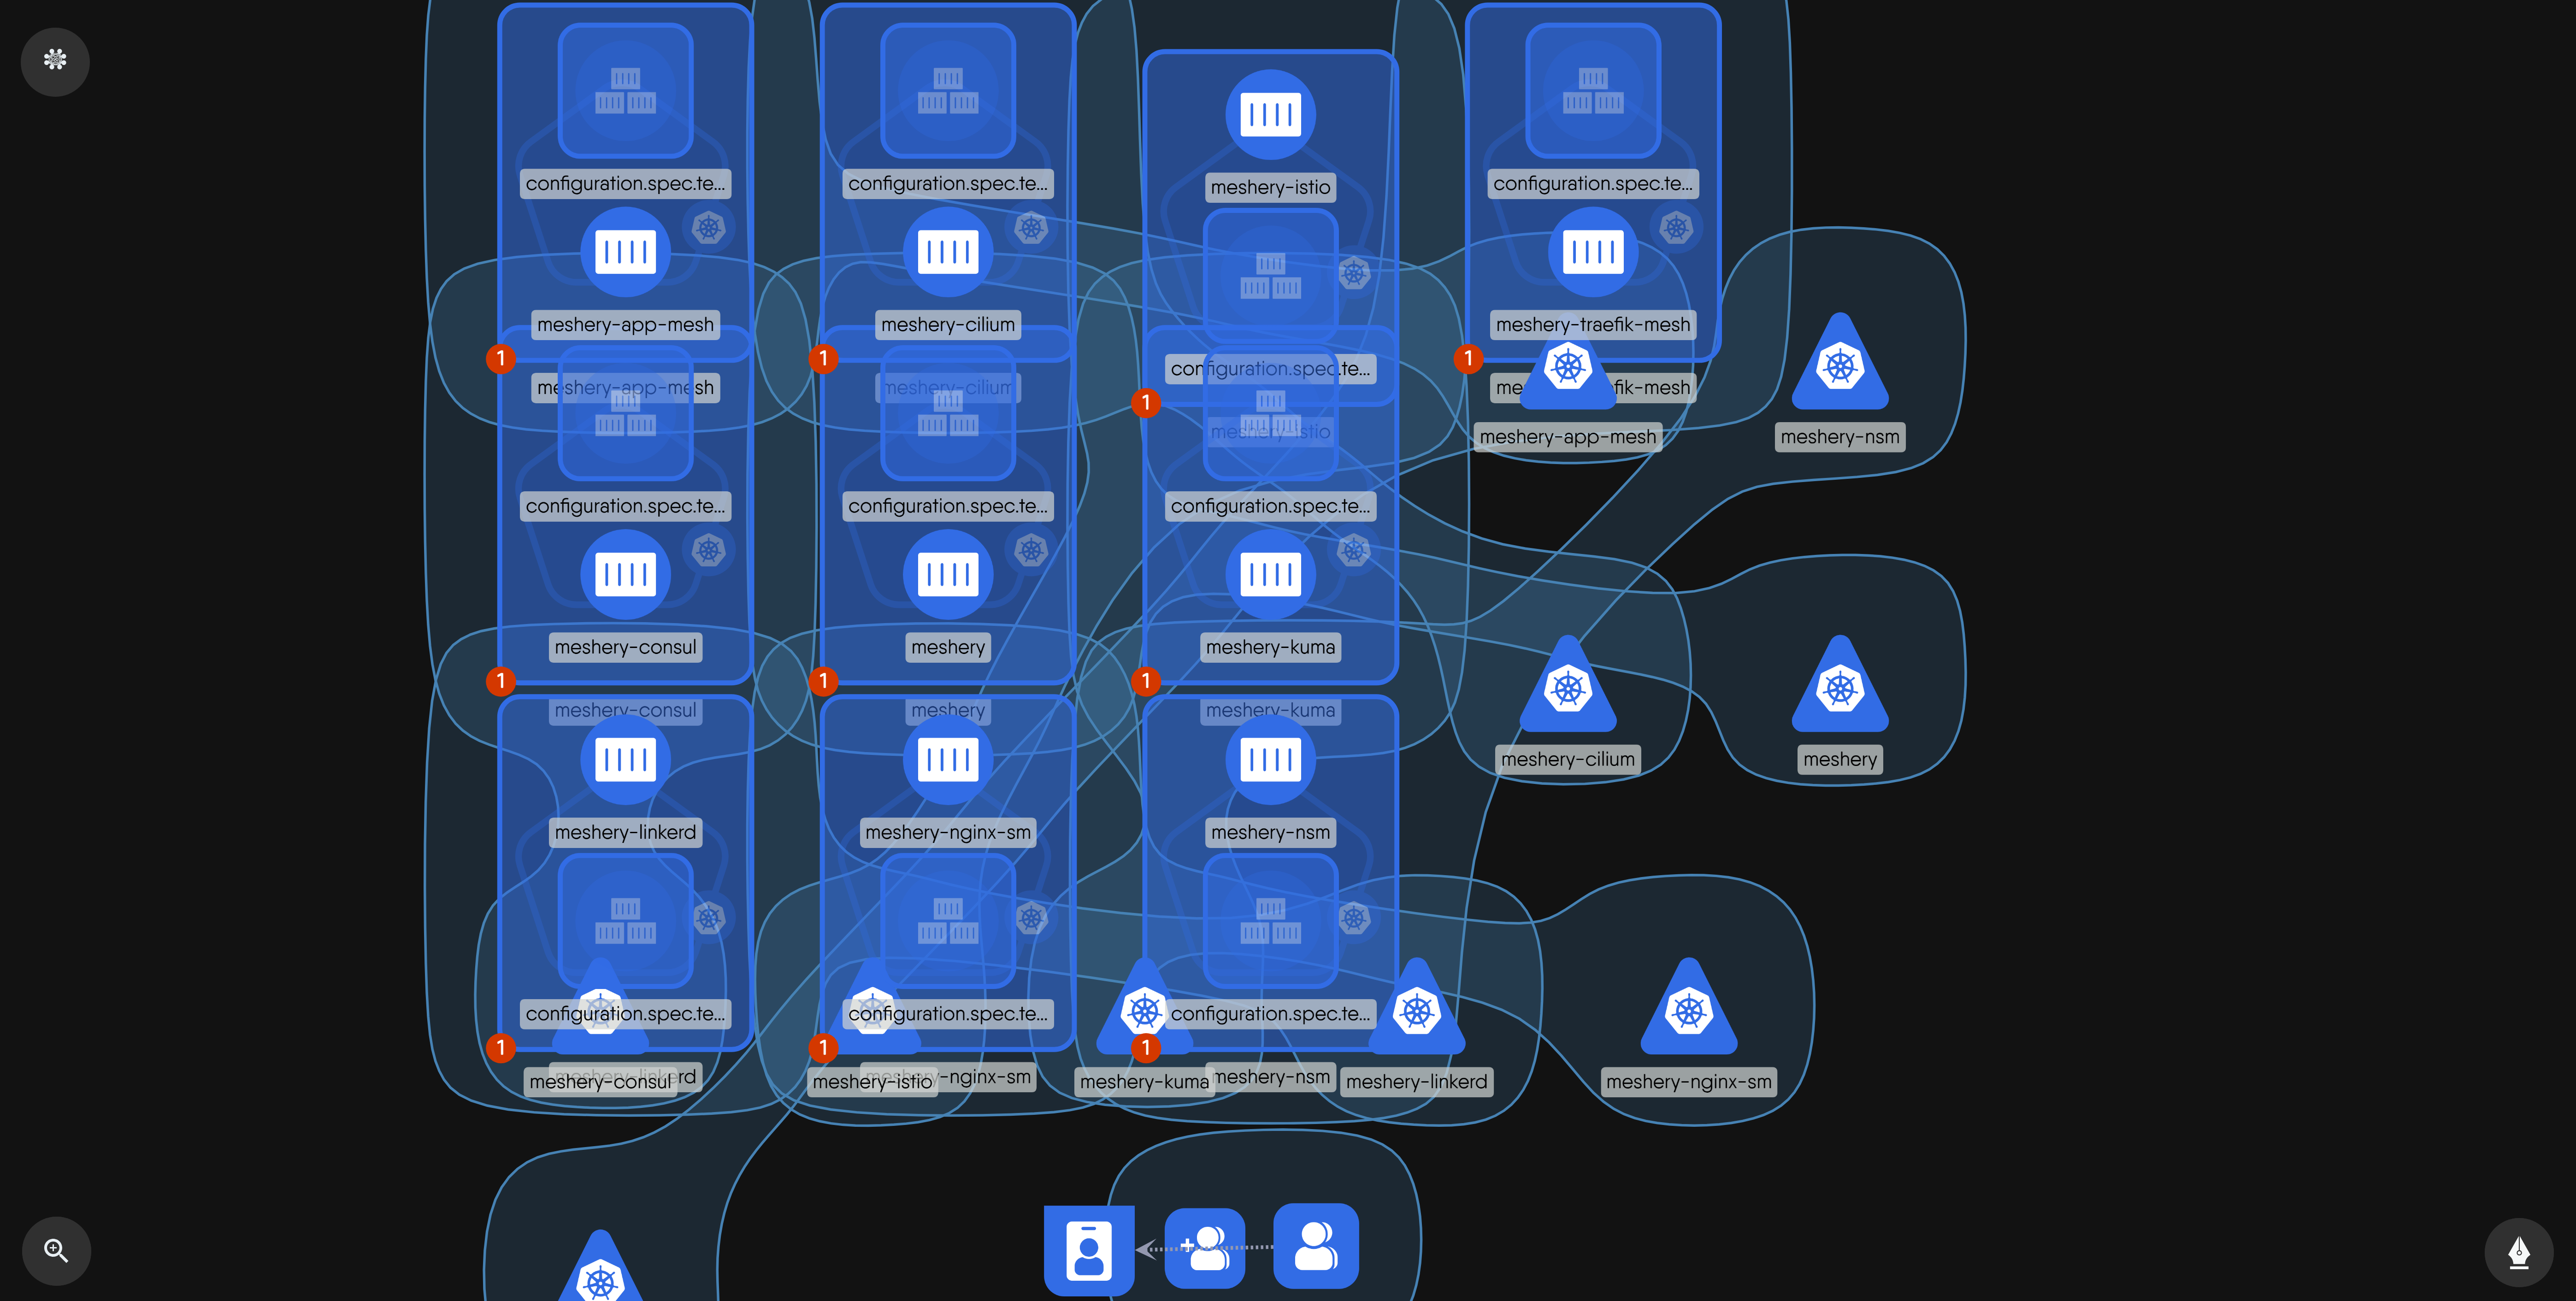 configuration.spec.te...
configuration.spec.te...
meshery-istio
configuration.spec.te...
meshery-app-mesh
meshery-cilium
meshery-traefik-mesh
1
1
1
configuration.spec.te...
meshery-app-mesh
meshery-cilium
1
me
fik-mesh
meshery-istio
meshery-app-mesh
meshery-nsm
configuration.spec.te...
configuration.spec.te...
configuration.spec.te...
meshery-consul
meshery
meshery-kuma
1
1
1
meshery-consul
meshery
meshery-kuma
meshery-cilium
meshery
meshery-linkerd
meshery-nginx-sm
meshery-nsm
configuration.spec.te...
configuration.spec.te...
configuration.spec.te...
1
1
1
meshery-consul
rd
meshery-istio
y-nginx-sm
meshery-kuma
meshery-nsm
meshery-linkerd
meshery-nginx-sm